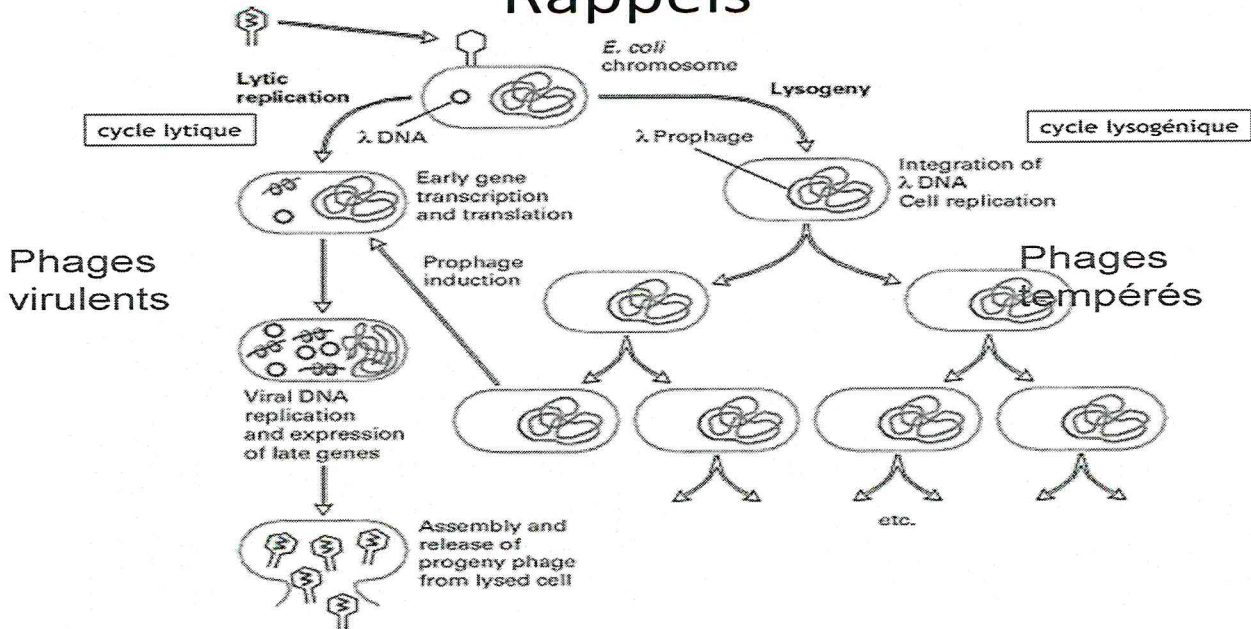 Rappels
E. coli
chromosome
Lytic
replication
Lysogeny
cycle lytique
λ DNA
λ Prophage
cycle lysogénique
Early gene
transcription
and translation
Integration of
λ DNA
Cell replication
Phages
virulents
Prophage
induction
Phages
tempérés
Viral DNA
replication
and expression
of late genes
etc.
Assembly and
release of
progeny phage
from lysed cell